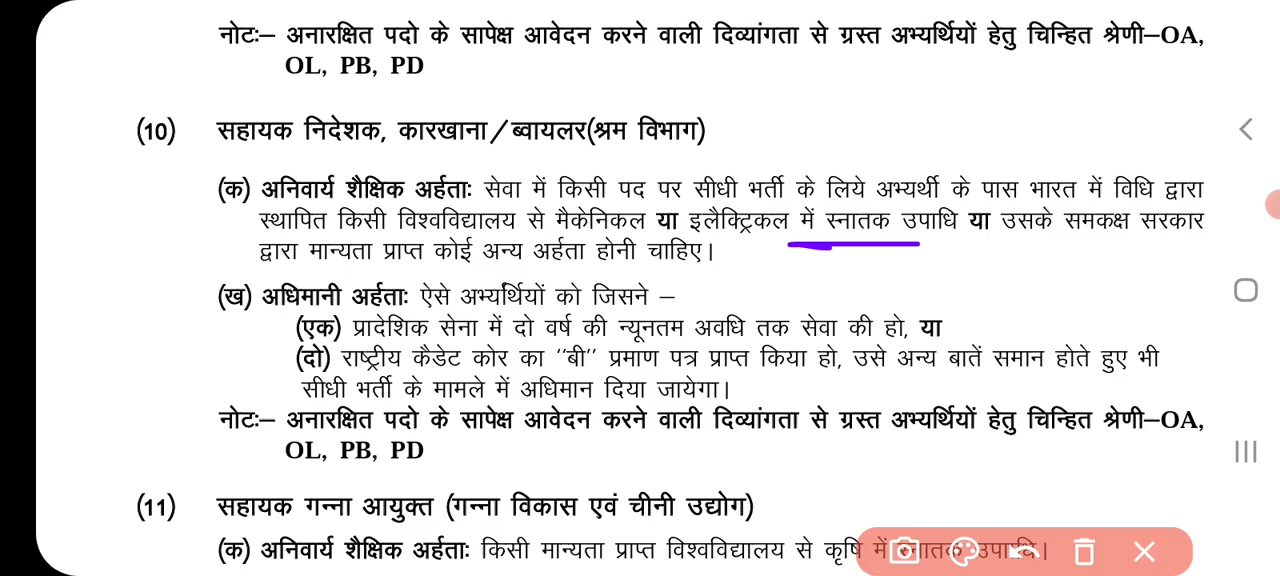 नोटः– अनारक्षित पदो के सापेक्ष आवेदन करने वाली दिव्यांगता से ग्रस्त अभ्यर्थियों हेतु चिन्हित श्रेणी–OA,
OL, PB, PD
(10) सहायक निदेशक, कारखाना/ब्वायलर(श्रम विभाग)
(क) अनिवार्य शैक्षिक अर्हताः सेवा में किसी पद पर सीधी भर्ती के लिये अभ्यर्थी के पास भारत में विधि द्वारा
स्थापित किसी विश्वविद्यालय से मैकेनिकल या इलैक्ट्रिकल में स्नातक उपाधि या उसके समकक्ष सरकार
द्वारा मान्यता प्राप्त कोई अन्य अर्हता होनी चाहिए।
(ख) अधिमानी अर्हताः ऐसे अभ्यर्थियों को जिसने –
(एक) प्रादेशिक सेना में दो वर्ष की न्यूनतम अवधि तक सेवा की हो, या
(दो) राष्ट्रीय कैडेट कोर का ''बी'' प्रमाण पत्र प्राप्त किया हो, उसे अन्य बातें समान होते हुए भी
सीधी भर्ती के मामले में अधिमान दिया जायेगा।
नोटः– अनारक्षित पदो के सापेक्ष आवेदन करने वाली दिव्यांगता से ग्रस्त अभ्यर्थियों हेतु चिन्हित श्रेणी–OA,
OL, PB, PD
(11) सहायक गन्ना आयुक्त (गन्ना विकास एवं चीनी उद्योग)
(क) अनिवार्य शैक्षिक अर्हताः किसी मान्यता प्राप्त विश्वविद्यालय से कृषि में स्नातक उपाधि।